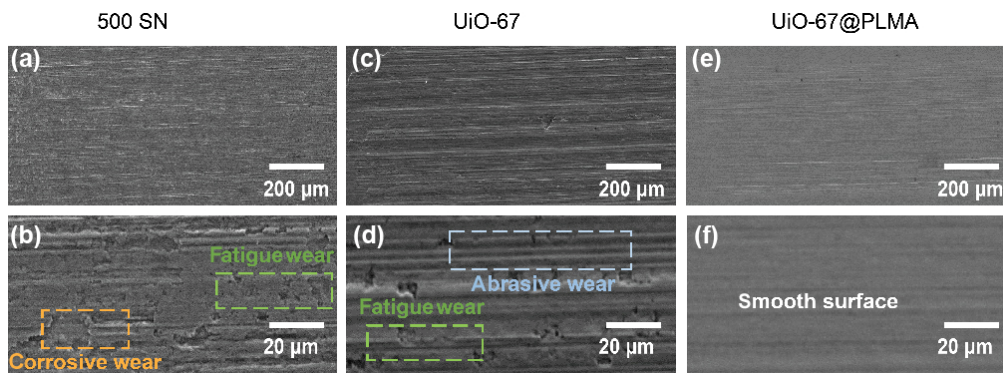 500 SN
UiO-67
UiO-67@PLMA
(a)
200 μm
(c)
200 μm
(e)
200 μm
(b)
Fatigue wear
Corrosive wear
20 μm
(d)
Abrasive wear
Fatigue wear
20 μm
(f)
Smooth surface
20 μm